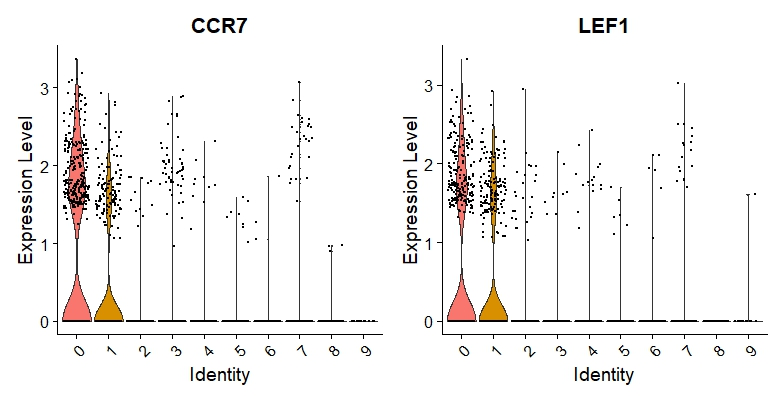 CCR7
Expression Level
3
2
1
0
0 1 2 3 4 5 6 7 8 9
Identity
LEF1
Expression Level
3
2
1
0
0 1 2 3 4 5 6 7 8 9
Identity